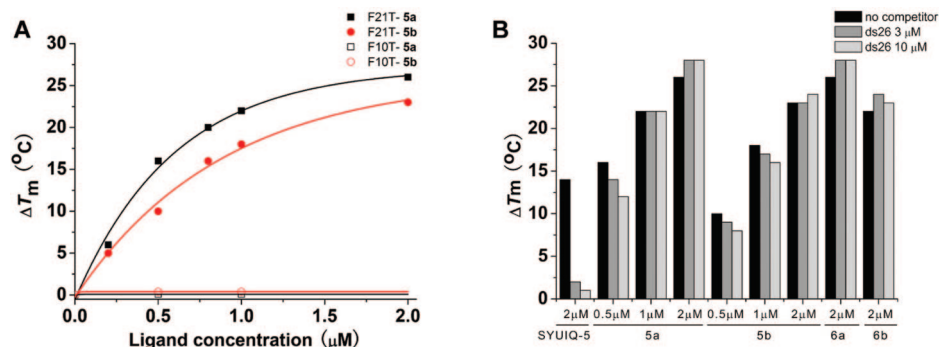 A
F21T- 5a
F21T- 5b
F10T- 5a
F10T- 5b
30
25
20
15
10
5
0
ΔTm (°C)
0.0 0.5 1.0 1.5 2.0
Ligand concentration (μM)
B
no competitor
ds26 3 μM
ds26 10 μM
30
25
20
15
10
5
0
ΔTm (°C)
2μM 0.5μM 1μM 2μM 0.5μM 1μM 2μM 2μM 2μM
SYUIQ-5 5a 5b 6a 6b